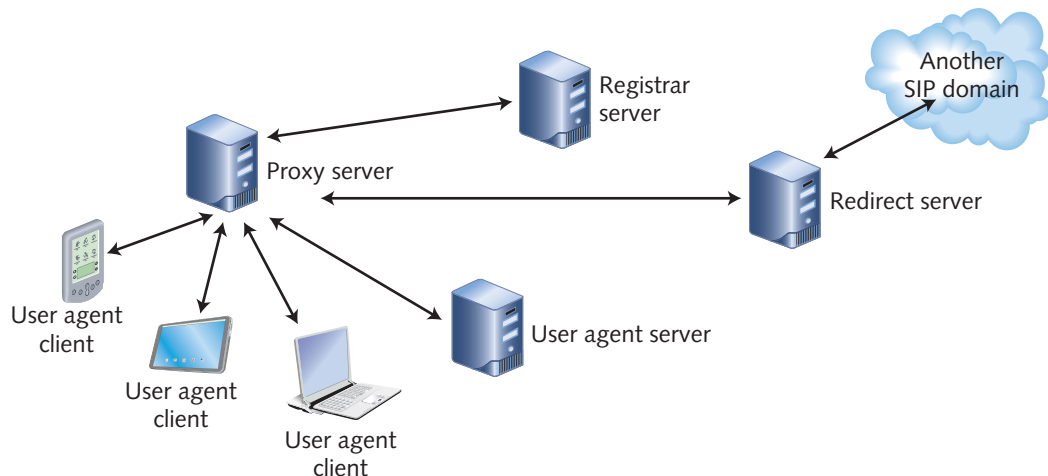 Another
SIP domain
Registrar
server
Proxy server
Redirect server
User agent
client
User agent server
User agent
client
User agent
client